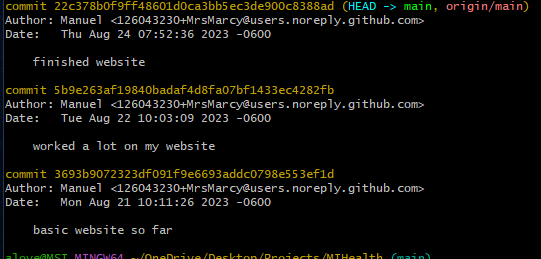 commit 22c378b0f9ff48601d0ca3bb5ec3de900c8388ad (HEAD -> main, origin/main)
Author: Manuel <126043230+MrsMarcy@users.noreply.github.com>
Date:   Thu Aug 24 07:52:36 2023 -0600
finished website
commit 5b9e263af19840badaf4d8fa07bf1433ec4282fb
Author: Manuel <126043230+MrsMarcy@users.noreply.github.com>
Date:   Tue Aug 22 10:03:09 2023 -0600
worked a lot on my website
commit 3693b9072323df091f9e6693addc0798e553ef1d
Author: Manuel <126043230+MrsMarcy@users.noreply.github.com>
Date:   Mon Aug 21 10:11:26 2023 -0600
basic website so far
alove@MSI MINGW64 ~/OneDrive/Desktop/Projects/MIHealth (main)